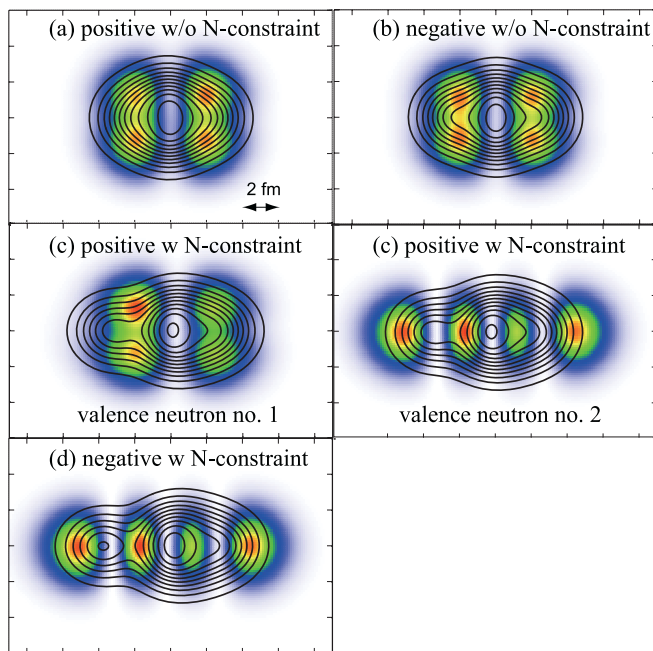 (a) positive w/o N-constraint
(b) negative w/o N-constraint
2 fm
(c) positive w N-constraint
(c) positive w N-constraint
valence neutron no. 1
valence neutron no. 2
(d) negative w N-constraint